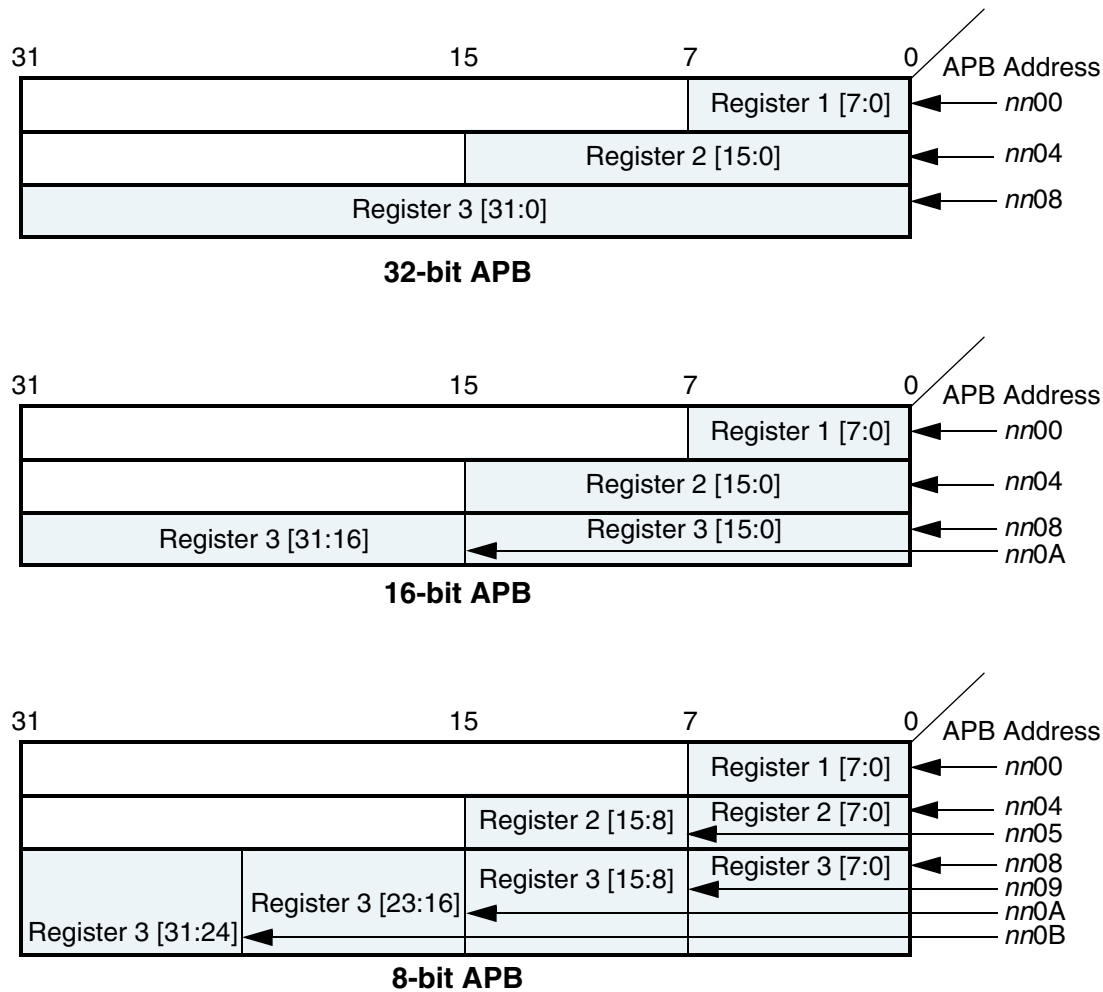 31 15 7 0
APB Address
Register 1 [7:0] nn00
Register 2 [15:0] nn04
Register 3 [31:0] nn08
32-bit APB
31 15 7 0
APB Address
Register 1 [7:0] nn00
Register 2 [15:0] nn04
Register 3 [31:16] Register 3 [15:0] nn08
nn0A
16-bit APB
31 15 7 0
APB Address
Register 1 [7:0] nn00
Register 2 [15:8] Register 2 [7:0] nn04
nn05
Register 3 [15:8] Register 3 [7:0] nn08
nn09
Register 3 [23:16] nn0A
Register 3 [31:24] nn0B
8-bit APB